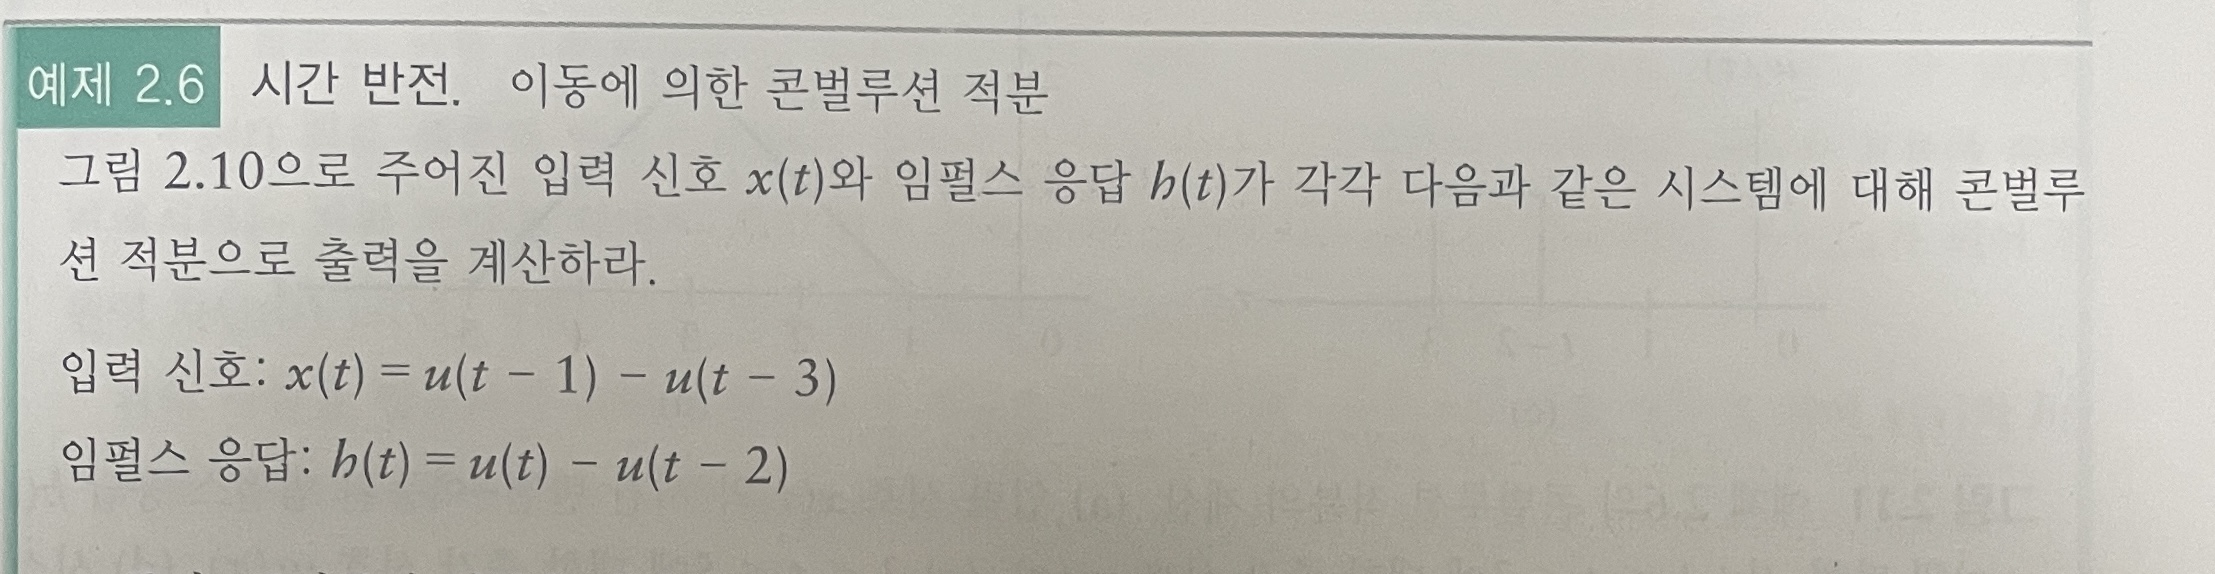 예제 2.6 시간 반전. 이동에 의한 콘벌루션 적분
그림 2.10으로 주어진 입력 신호 x(t)와 임펄스 응답 h(t)가 각각 다음과 같은 시스템에 대해 콘벌루
션 적분으로 출력을 계산하라.
입력 신호: x(t) = u(t − 1) − u(t − 3)
임펄스 응답: h(t) = u(t) − u(t − 2)